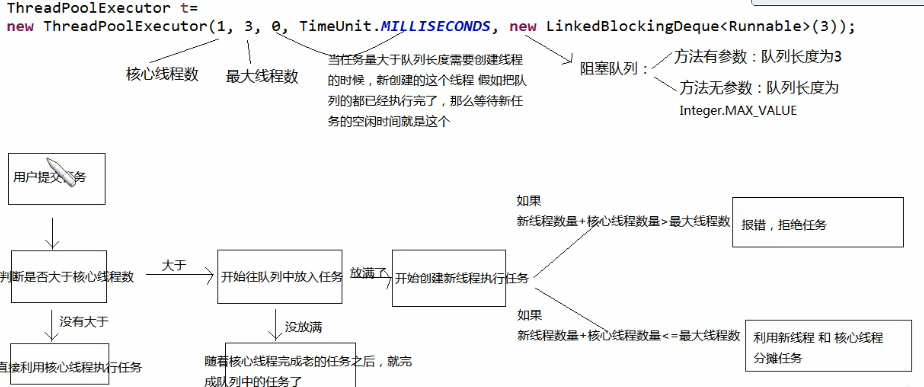 ThreadPoolExecutor t=
new ThreadPoolExecutor(1, 3, 0, TimeUnit.MILLISECONDS, new LinkedBlockingDeque<Runnable>(3));
核心线程数
最大线程数
当任务量大于队列长度需要创建线程
的时候，新创建的这个线程 假如把队
列的都已经执行完了，那么等待新任
务的空闲时间就是这个
阻塞队列：
方法有参数：队列长度为3
方法无参数：队列长度为
Integer.MAX_VALUE
用户提交任务
判断是否大于核心线程数
大于
开始往队列中放入任务
放满了
开始创建新线程执行任务
如果
新线程数量+核心线程数量>最大线程数
报错，拒绝任务
没有大于
直接利用核心线程执行任务
没放满
随着核心线程完成老的任务之后，就完
成队列中的任务了
如果
新线程数量+核心线程数量<=最大线程数
利用新线程 和 核心线程
分摊任务